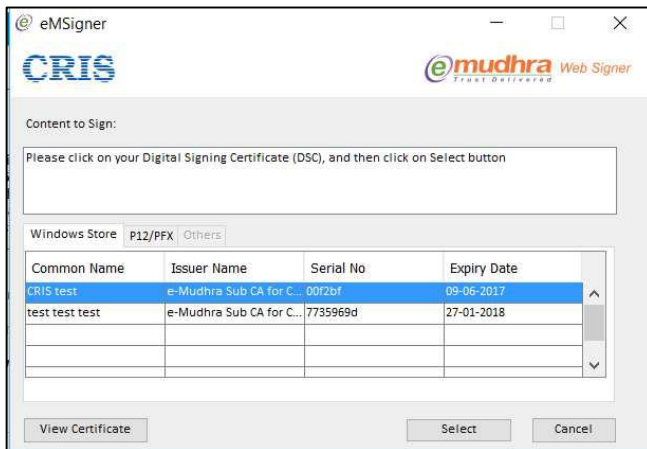 eMSigner
CRIS
emudhra Web Signer
Trust Delivered
Content to Sign:
Please click on your Digital Signing Certificate (DSC), and then click on Select button
Windows Store P12/PFX Others
Common Name Issuer Name Serial No Expiry Date
CRIS test e-Mudhra Sub CA for C... 00f2bf 09-06-2017
test test test e-Mudhra Sub CA for C... 7735969d 27-01-2018
View Certificate Select Cancel